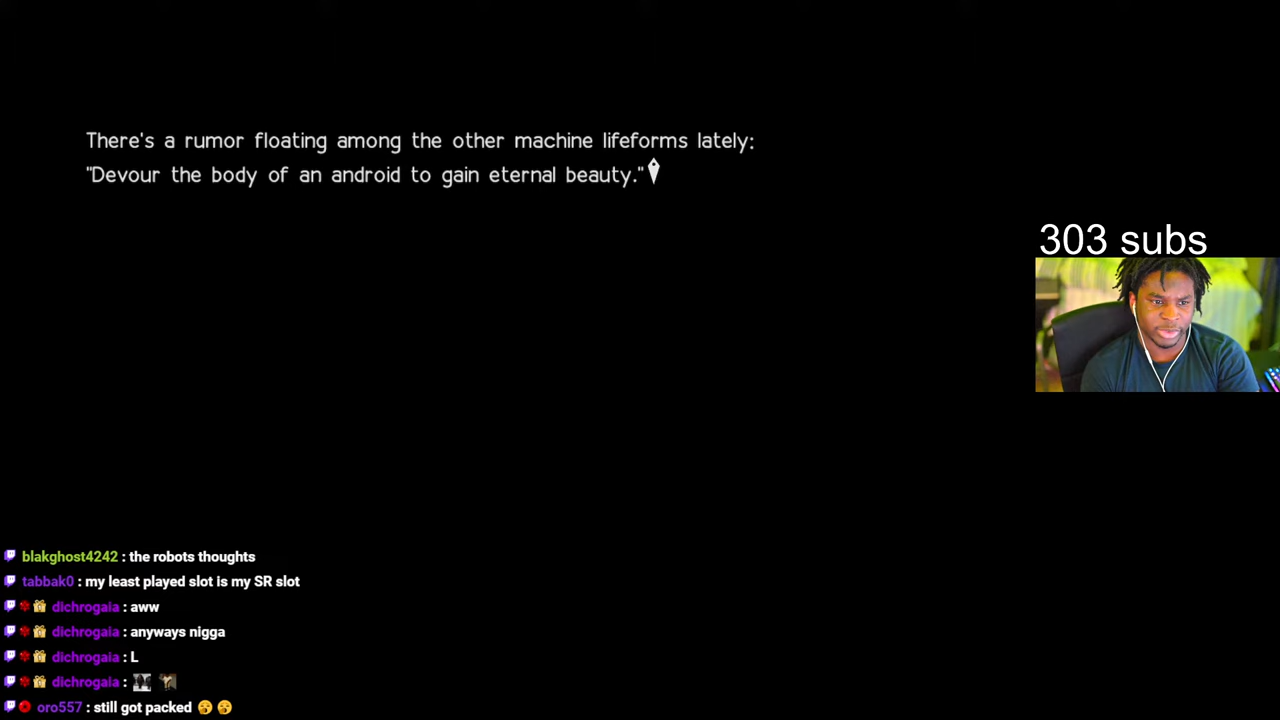 There's a rumor floating among the other machine lifeforms lately:
"Devour the body of an android to gain eternal beauty."
303 subs
blakghost4242 : the robots thoughts
tabbak0 : my least played slot is my SR slot
dichrogaia : aww
dichrogaia : anyways nigga
dichrogaia : L
dichrogaia :
oro557 : still got packed 🥱🥱